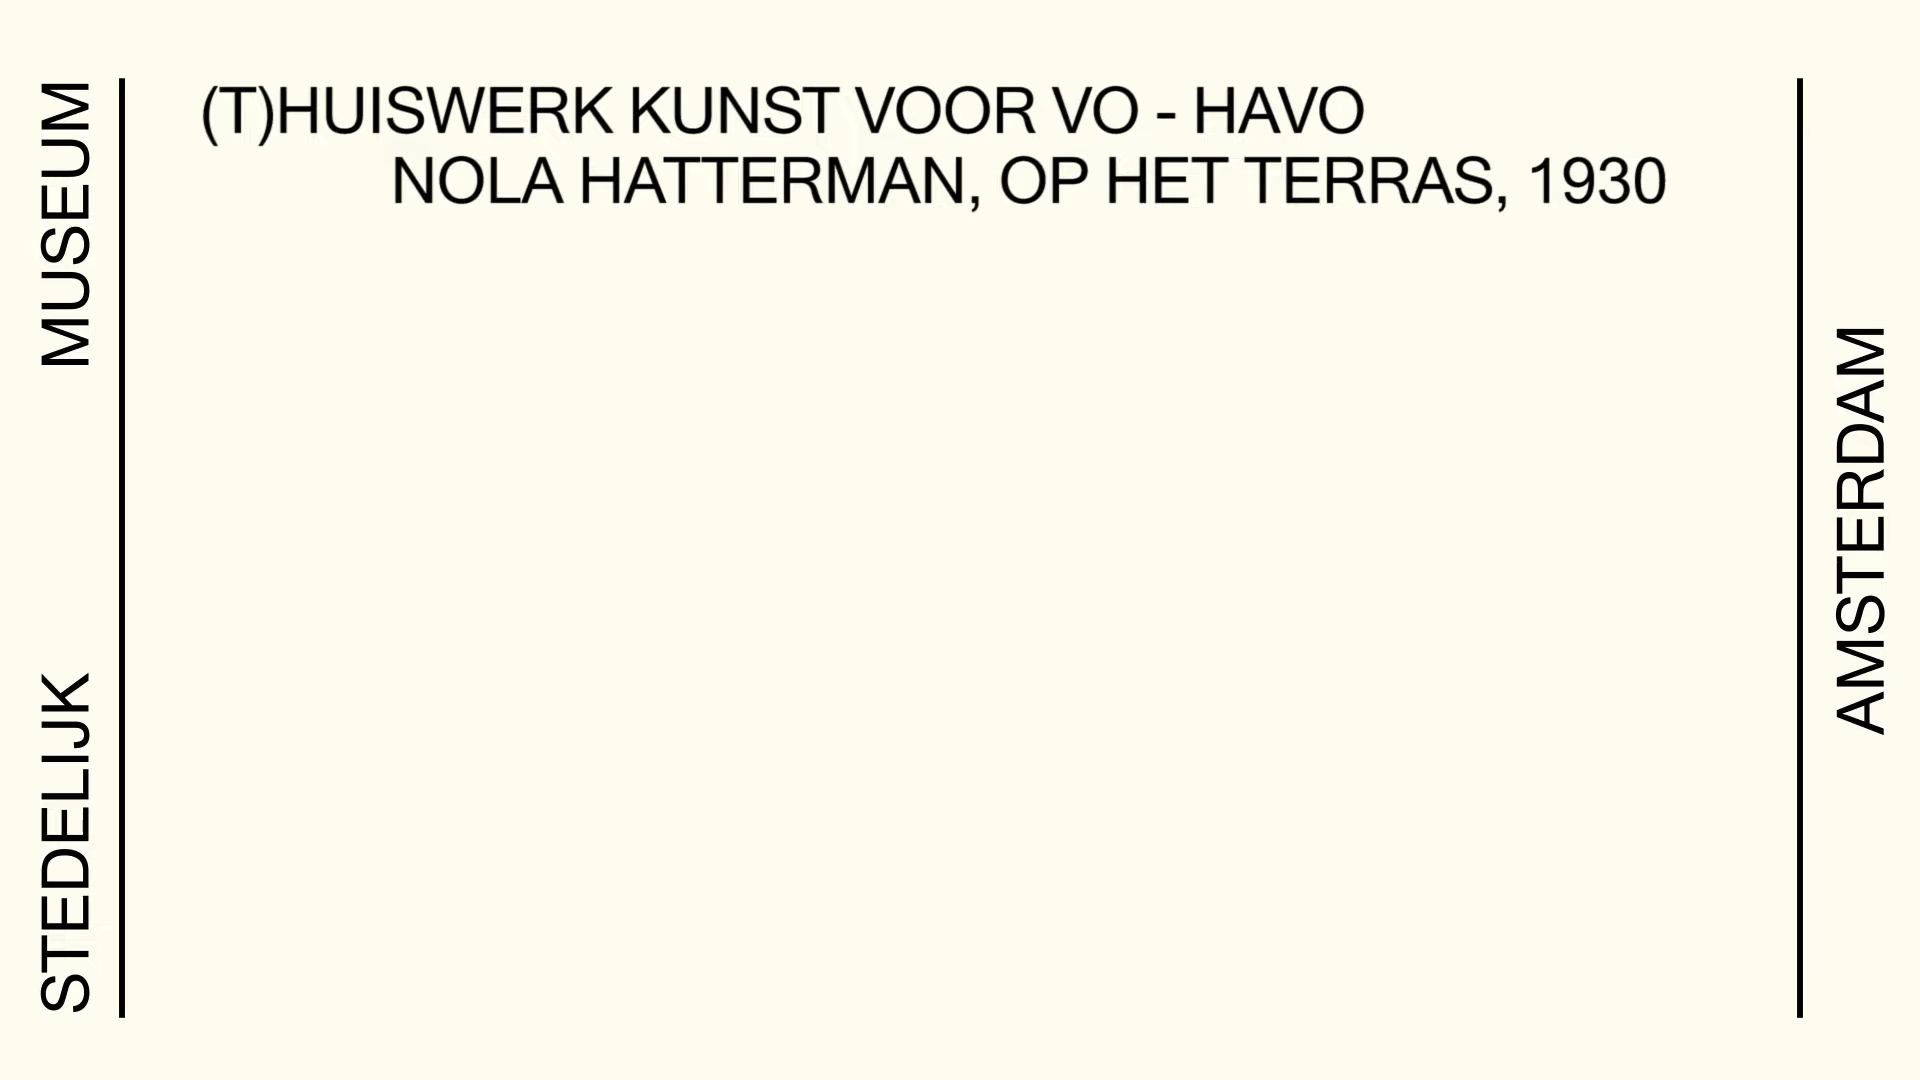 (T)HUISWERK KUNST VOOR VO - HAVO
NOLA HATTERMAN, OP HET TERRAS, 1930
STEDELIJK
MUSEUM
AMSTERDAM